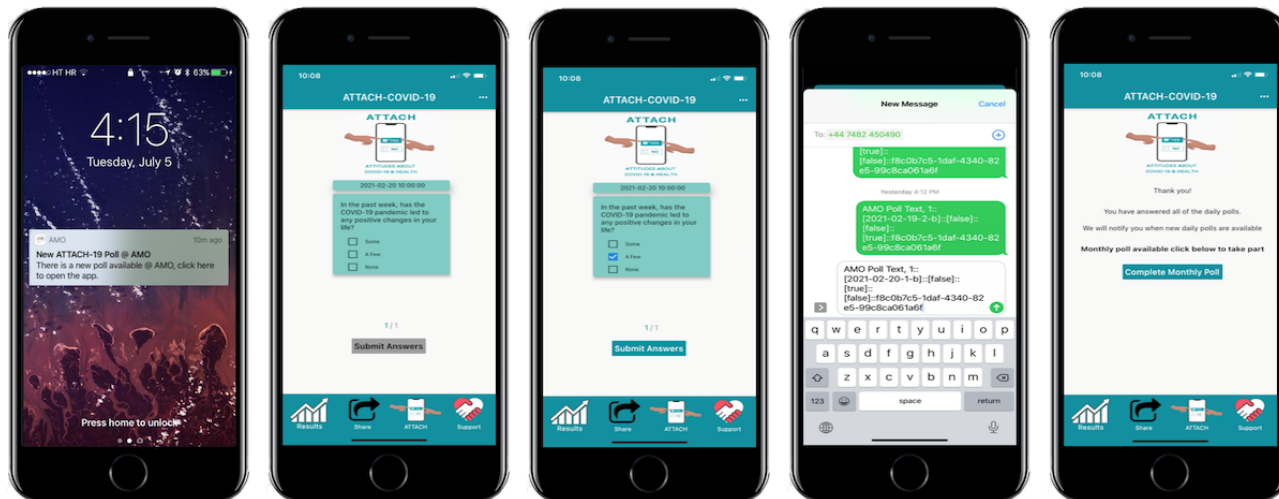 HT HR
63%
4:15
Tuesday, July 5
AMO
10m ago
New ATTACH-19 Poll @ AMO
There is a new poll available @ AMO, click here
to open the app.
Press home to unlock
10:08
ATTACH-COVID-19
ATTACH
ATTITUDES ABOUT
COVID-19 & HEALTH
2021-02-20 10:00:00
In the past week, has the
COVID-19 pandemic led to
any positive changes in your
life?
Some
A Few
None
1 / 1
Submit Answers
Results
Share
ATTACH
Support
10:08
ATTACH-COVID-19
ATTACH
ATTITUDES ABOUT
COVID-19 & HEALTH
2021-02-20 10:00:00
In the past week, has the
COVID-19 pandemic led to
any positive changes in your
life?
Some
A Few
None
1 / 1
Submit Answers
Results
Share
ATTACH
Support
New Message
Cancel
To: +44 7482 450490
[true]::
[false]::f8c0b7c5-1daf-4340-82
e5-99c8ca061a6f
Yesterday 4:12 PM
AMO Poll Text, 1::
[2021-02-19-2-b]::[false]::
[false]::
[true]::f8c0b7c5-1daf-4340-82
e5-99c8ca061a6f
AMO Poll Text, 1::
[2021-02-20-1-b]::[false]::
[true]::
[false]::f8c0b7c5-1daf-4340-82
e5-99c8ca061a6f
q w e r t y u i o p
a s d f g h j k l
z x c v b n m
123
space
return
10:08
ATTACH-COVID-19
ATTACH
ATTITUDES ABOUT
COVID-19 & HEALTH
Thank you!
You have answered all of the daily polls.
We will notify you when new daily polls are available
Monthly poll available click below to take part
Complete Monthly Poll
Results
Share
ATTACH
Support